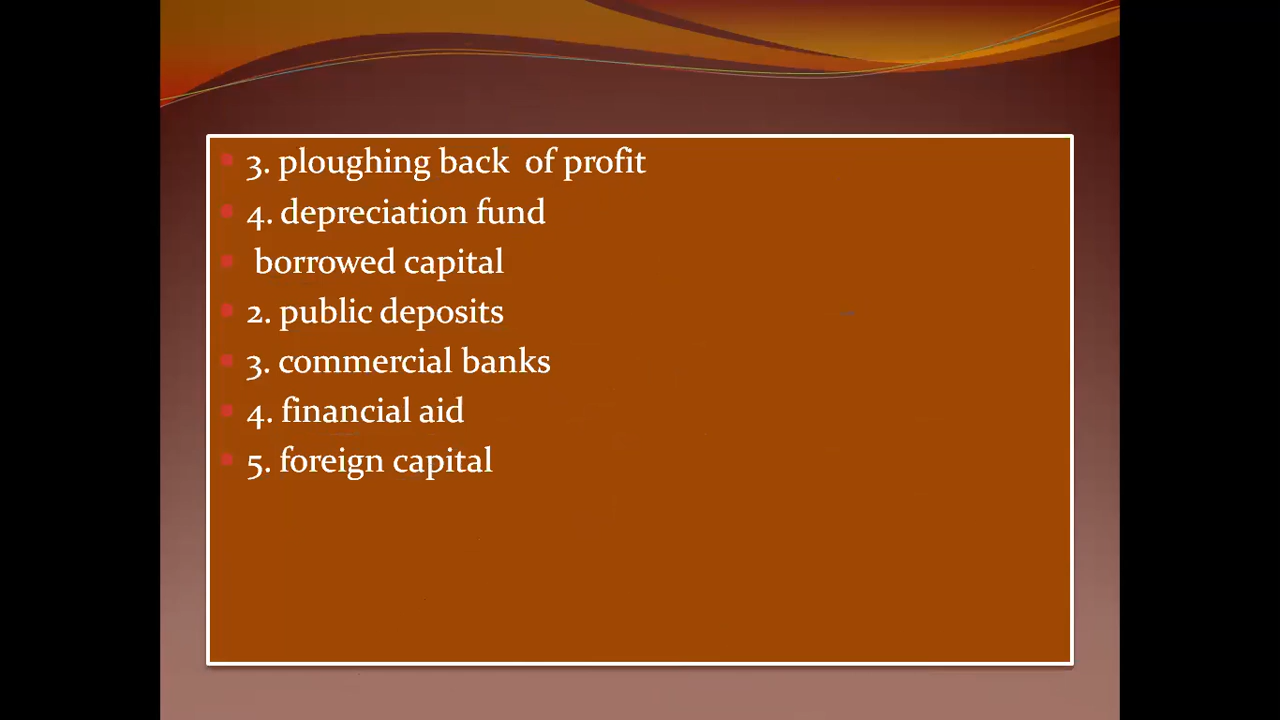 3. ploughing back of profit
4. depreciation fund
borrowed capital
2. public deposits
3. commercial banks
4. financial aid
5. foreign capital